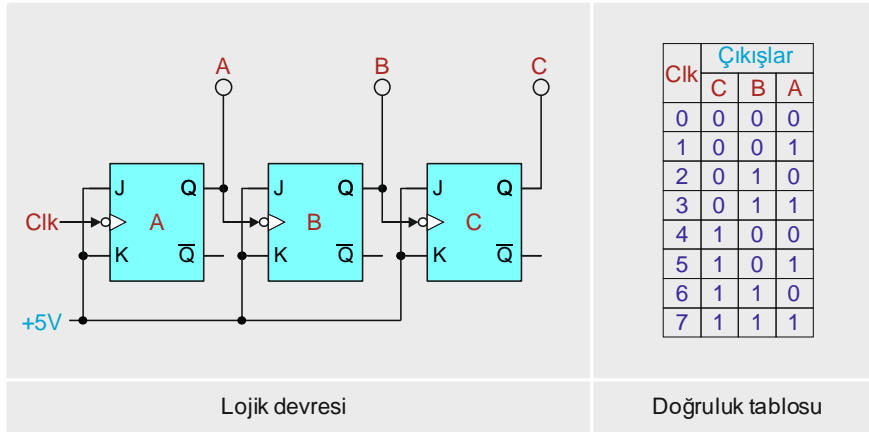 A B C
J Q J Q J Q
Clk A B C
K Q K Q K Q
+5V
Lojik devresi
Clk Çıkışlar
C B A
0 0 0 0
1 0 0 1
2 0 1 0
3 0 1 1
4 1 0 0
5 1 0 1
6 1 1 0
7 1 1 1
Doğruluk tablosu